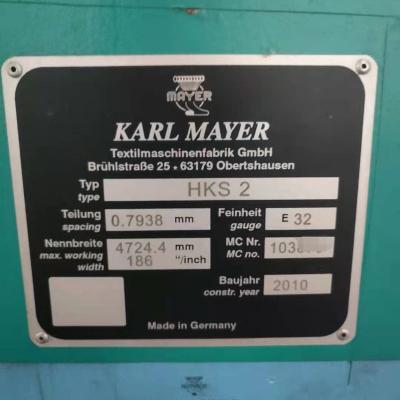 MAYER
KARL MAYER
Textilmaschinenfabrik GmbH
Brühlstraße 25 • 63179 Obertshausen
Typ
type
HKS 2
Teilung
spacing
0.7938 mm
Feinheit
gauge
E 32
Nennbreite
max. working
width
4724.4 mm
186 "/inch
MC Nr.
MC no.
Baujahr
constr. year
2010
Made in Germany